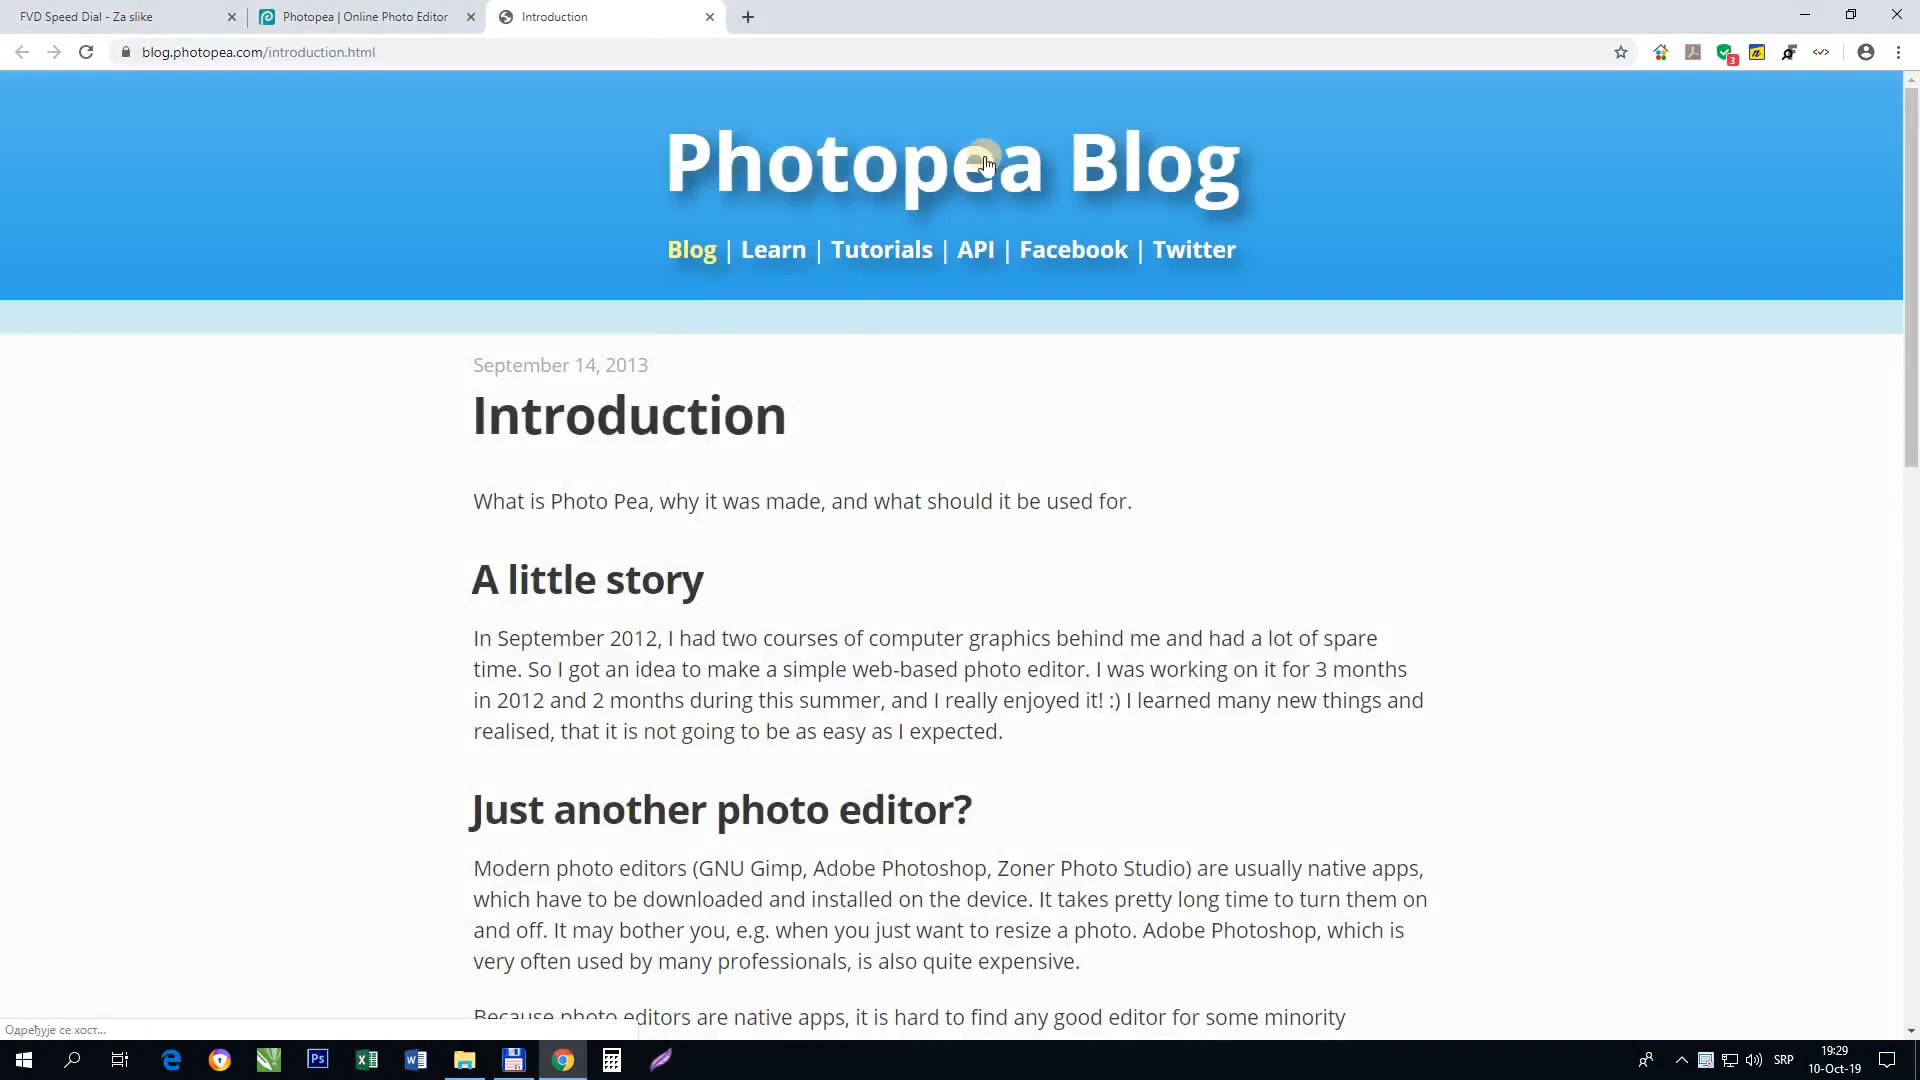 FVD Speed Dial - Za slike
Photopea | Online Photo Editor
Introduction
blog.photopea.com/introduction.html
3
Photopea Blog
Blog | Learn | Tutorials | API | Facebook | Twitter
September 14, 2013
Introduction
What is Photo Pea, why it was made, and what should it be used for.
A little story
In September 2012, I had two courses of computer graphics behind me and had a lot of spare
time. So I got an idea to make a simple web-based photo editor. I was working on it for 3 months
in 2012 and 2 months during this summer, and I really enjoyed it! :) I learned many new things and
realised, that it is not going to be as easy as I expected.
Just another photo editor?
Modern photo editors (GNU Gimp, Adobe Photoshop, Zoner Photo Studio) are usually native apps,
which have to be downloaded and installed on the device. It takes pretty long time to turn them on
and off. It may bother you, e.g. when you just want to resize a photo. Adobe Photoshop, which is
very often used by many professionals, is also quite expensive.
Because photo editors are native apps, it is hard to find any good editor for some minority
Одређује се хост...
Ps
SRP
19:29
10-Oct-19